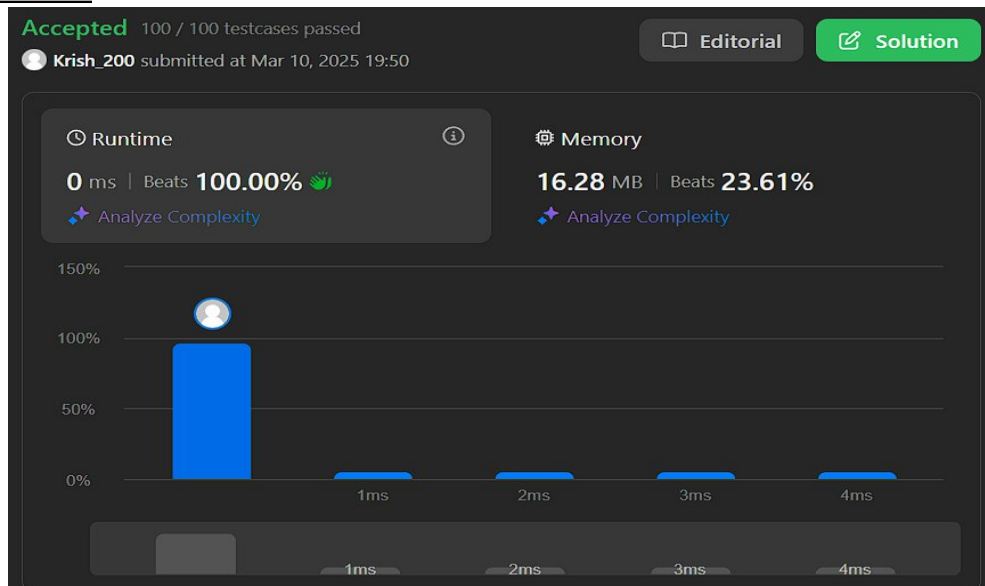 Accepted 100 / 100 testcases passed
Editorial
Solution
Krish_200 submitted at Mar 10, 2025 19:50
Runtime
0 ms | Beats 100.00%
Analyze Complexity
Memory
16.28 MB | Beats 23.61%
Analyze Complexity
150%
100%
50%
0%
1ms 2ms 3ms 4ms
1ms 2ms 3ms 4ms